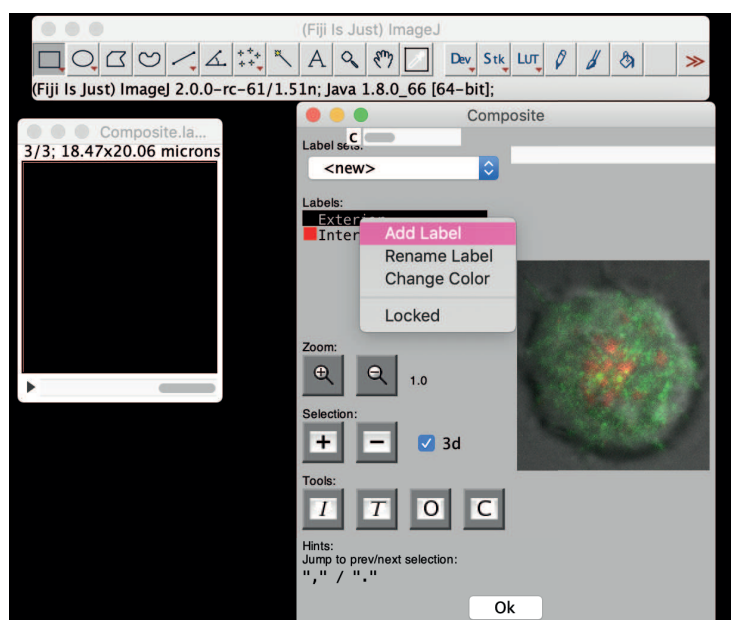 (Fiji Is Just) ImageJ
A Dev Stk LUT >>
(Fiji Is Just) ImageJ 2.0.0-rc-61/1.51n; Java 1.8.0_66 [64-bit];
Composite.la...
3/3; 18.47x20.06 microns
Composite
C
Label sets:
<new>
Labels:
Exterior
Inter
Add Label
Rename Label
Change Color
Locked
Zoom:
1.0
Selection:
+ − 3d
Tools:
I T O C
Hints:
Jump to prev/next selection:
"," / "."
Ok